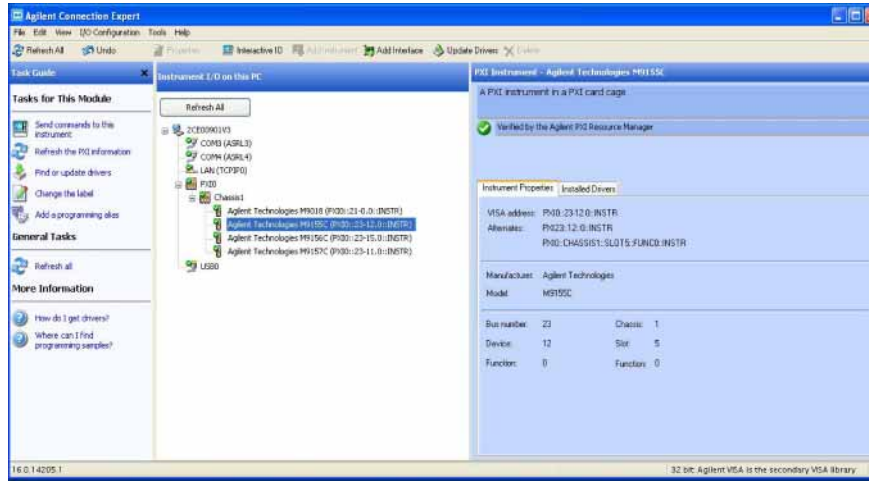 Agilent Connection Expert
File Edit View I/O Configuration Tools Help
Refresh All Undo Properties Interactive IO Add Instrument Add Interface Update Drivers Delete
Task Guide
Instrument I/O on this PC
PXI Instrument - Agilent Technologies M9155C
Tasks for This Module
Send commands to this instrument
Refresh the PXI information
Find or update drivers
Change the label
Add a programming alias
General Tasks
Refresh all
More Information
How do I get drivers?
Where can I find programming samples?
Refresh All
2CE00901V3
COM3 (ASRL3)
COM4 (ASRL4)
LAN (TCPIP0)
PXI0
Chassis1
Agilent Technologies M9018 (PXI0::21-0.0::INSTR)
Agilent Technologies M9155C (PXI0::23-12.0::INSTR)
Agilent Technologies M9156C (PXI0::23-15.0::INSTR)
Agilent Technologies M9157C (PXI0::23-11.0::INSTR)
USB0
A PXI instrument in a PXI card cage.
Verified by the Agilent PXI Resource Manager
Instrument Properties Installed Drivers
VISA address: PXI0::23-12.0::INSTR
Alternates: PXI23::12::0::INSTR
PXI0::CHASSIS1::SLOT5::FUNC0::INSTR
Manufacturer: Agilent Technologies
Model: M9155C
Bus number: 23 Chassis: 1
Device: 12 Slot: 5
Function: 0 Function: 0
16.0.14205.1
32 bit: Agilent VISA is the secondary VISA library